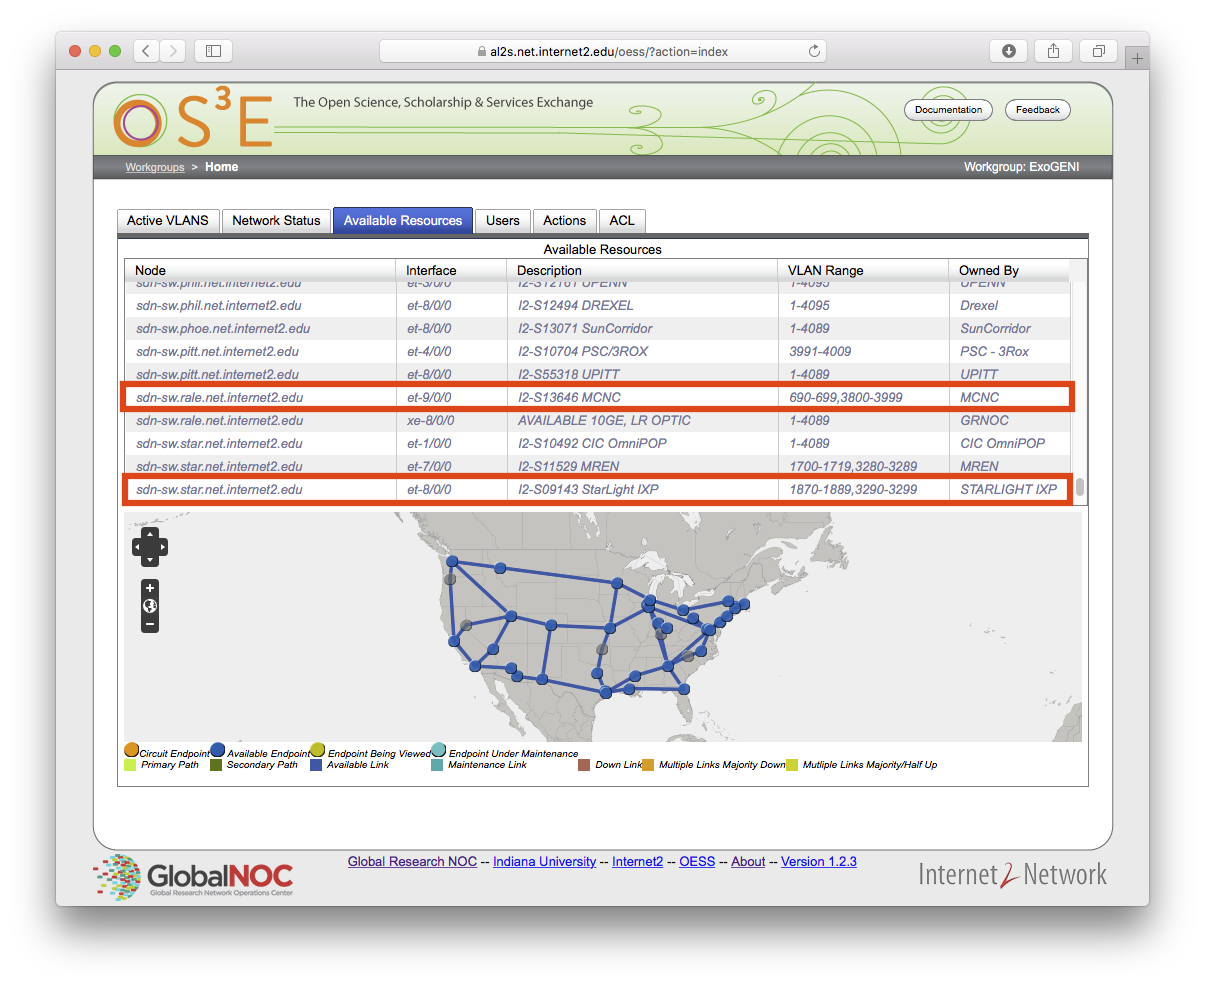 al2s.net.internet2.edu/oess/?action=index
OS3E The Open Science, Scholarship & Services Exchange
Documentation Feedback
Workgroups > Home Workgroup: ExoGENI
Active VLANS Network Status Available Resources Users Actions ACL
Available Resources
Node Interface Description VLAN Range Owned By
sdn-sw.phil.net.internet2.edu et-3/0/0 I2-S12161 UPENN 1-4095 UPENN
sdn-sw.phil.net.internet2.edu et-8/0/0 I2-S12494 DREXEL 1-4095 Drexel
sdn-sw.phoe.net.internet2.edu et-8/0/0 I2-S13071 SunCorridor 1-4089 SunCorridor
sdn-sw.pitt.net.internet2.edu et-4/0/0 I2-S10704 PSC/3ROX 3991-4009 PSC - 3Rox
sdn-sw.pitt.net.internet2.edu et-8/0/0 I2-S55318 UPITT 1-4089 UPITT
sdn-sw.rale.net.internet2.edu et-9/0/0 I2-S13646 MCNC 690-699,3800-3999 MCNC
sdn-sw.rale.net.internet2.edu xe-8/0/0 AVAILABLE 10GE, LR OPTIC 1-4089 GRNOC
sdn-sw.star.net.internet2.edu et-1/0/0 I2-S10492 CIC OmniPOP 1-4089 CIC OmniPOP
sdn-sw.star.net.internet2.edu et-7/0/0 I2-S11529 MREN 1700-1719,3280-3289 MREN
sdn-sw.star.net.internet2.edu et-8/0/0 I2-S09143 StarLight IXP 1870-1889,3290-3299 STARLIGHT IXP
Circuit Endpoint Available Endpoint Endpoint Being Viewed Endpoint Under Maintenance
Primary Path Secondary Path Available Link Maintenance Link Down Link Multiple Links Majority Down Mutliple Links Majority/Half Up
Global Research NOC -- Indiana University -- Internet2 -- OESS -- About -- Version 1.2.3
GlobalNOC
Global Research Network Operations Center
Internet2 Network